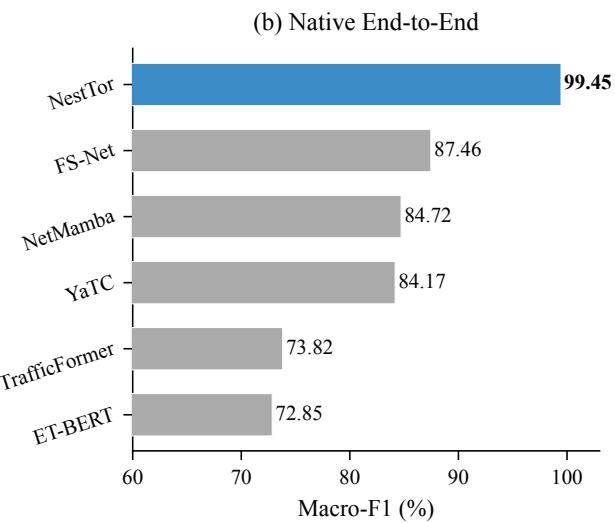 (b) Native End-to-End
NestTor 99.45
FS-Net 87.46
NetMamba 84.72
YaTC 84.17
TrafficFormer 73.82
ET-BERT 72.85
60 70 80 90 100
Macro-F1 (%)